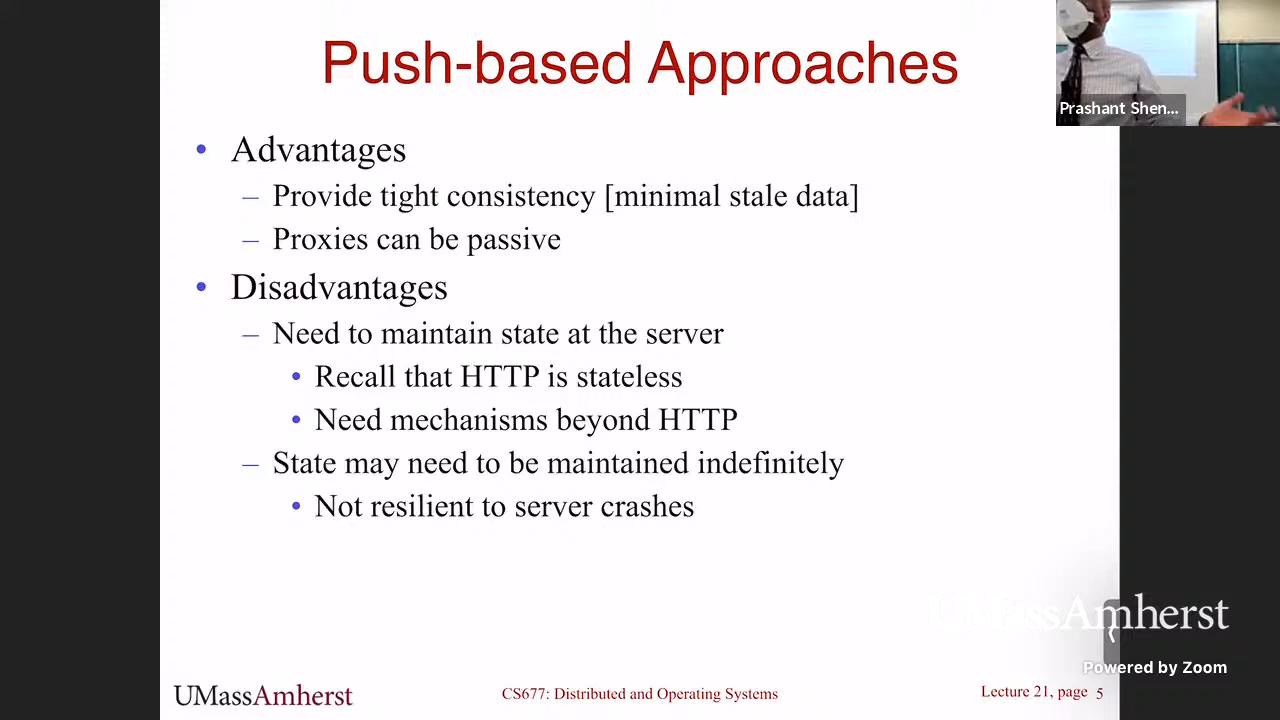 Push-based Approaches
Prashant Shen...
• Advantages
– Provide tight consistency [minimal stale data]
– Proxies can be passive
• Disadvantages
– Need to maintain state at the server
• Recall that HTTP is stateless
• Need mechanisms beyond HTTP
– State may need to be maintained indefinitely
• Not resilient to server crashes
UMassAmherst
Powered by Zoom
UMassAmherst
CS677: Distributed and Operating Systems
Lecture 21, page 5